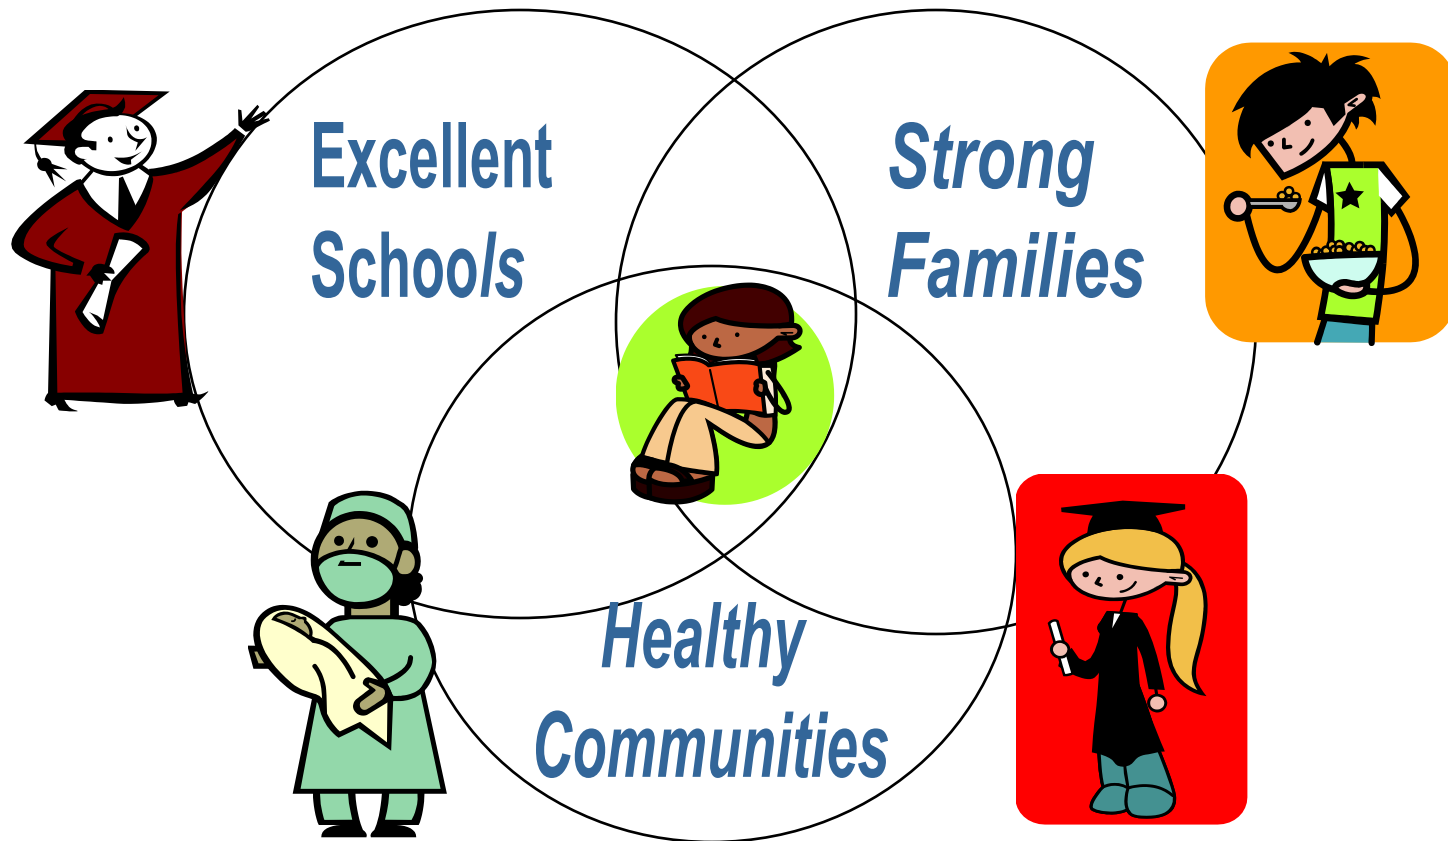 Excellent
Schools
Strong
Families
Healthy
Communities